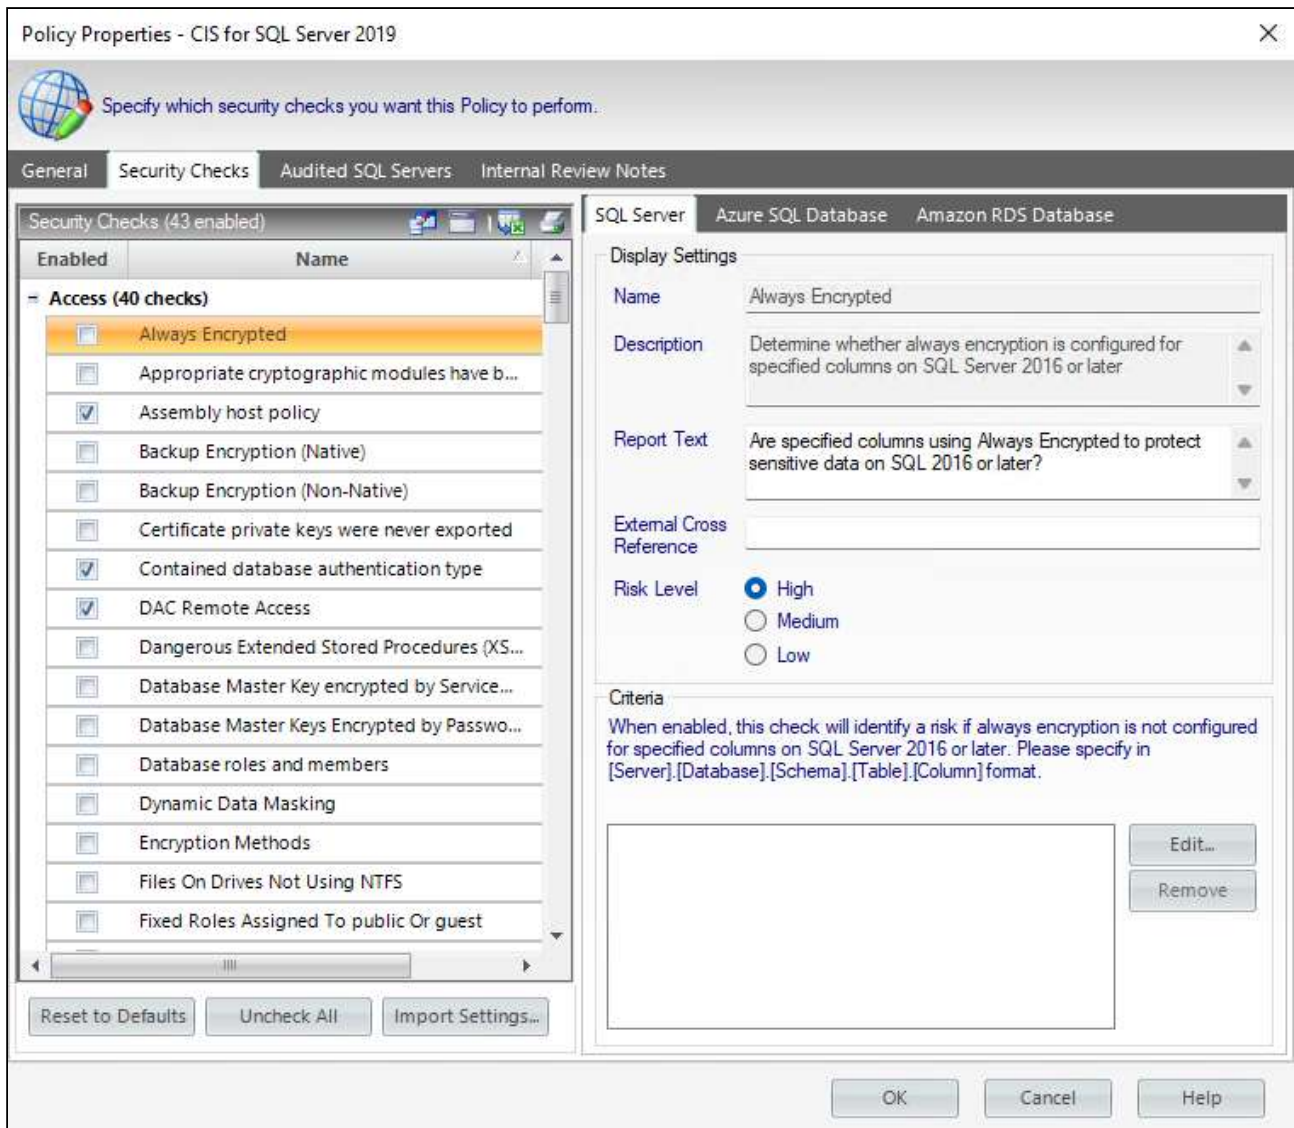 Policy Properties - CIS for SQL Server 2019
Specify which security checks you want this Policy to perform.
General Security Checks Audited SQL Servers Internal Review Notes
Security Checks (43 enabled)
Enabled Name
Access (40 checks)
Always Encrypted
Appropriate cryptographic modules have b...
Assembly host policy
Backup Encryption (Native)
Backup Encryption (Non-Native)
Certificate private keys were never exported
Contained database authentication type
DAC Remote Access
Dangerous Extended Stored Procedures (XS...
Database Master Key encrypted by Service...
Database Master Keys Encrypted by Passwo...
Database roles and members
Dynamic Data Masking
Encryption Methods
Files On Drives Not Using NTFS
Fixed Roles Assigned To public Or guest
Reset to Defaults Uncheck All Import Settings...
SQL Server Azure SQL Database Amazon RDS Database
Display Settings
Name Always Encrypted
Description Determine whether always encryption is configured for
specified columns on SQL Server 2016 or later
Report Text Are specified columns using Always Encrypted to protect
sensitive data on SQL 2016 or later?
External Cross
Reference
Risk Level High
Medium
Low
Criteria
When enabled, this check will identify a risk if always encryption is not configured
for specified columns on SQL Server 2016 or later. Please specify in
[Server].[Database].[Schema].[Table].[Column] format.
Edit...
Remove
OK Cancel Help